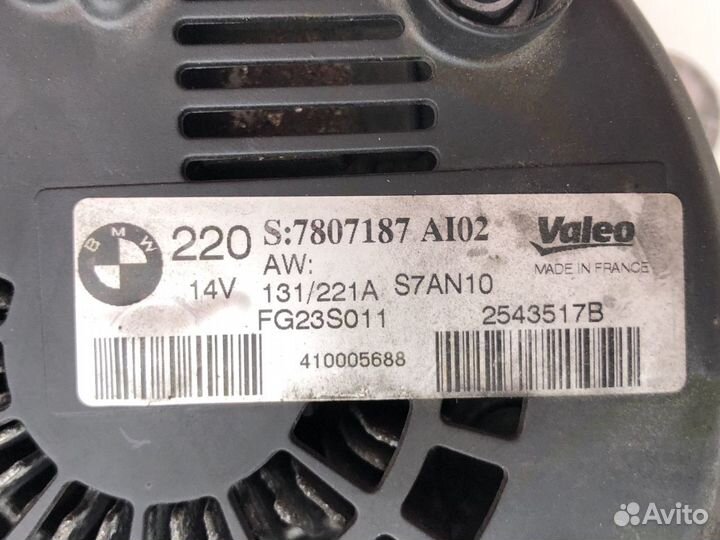 BMW
220 S:7807187 AI02 Valeo
AW: MADE IN FRANCE
14V 131/221A S7AN10
FG23S011 2543517B
410005688
Avito